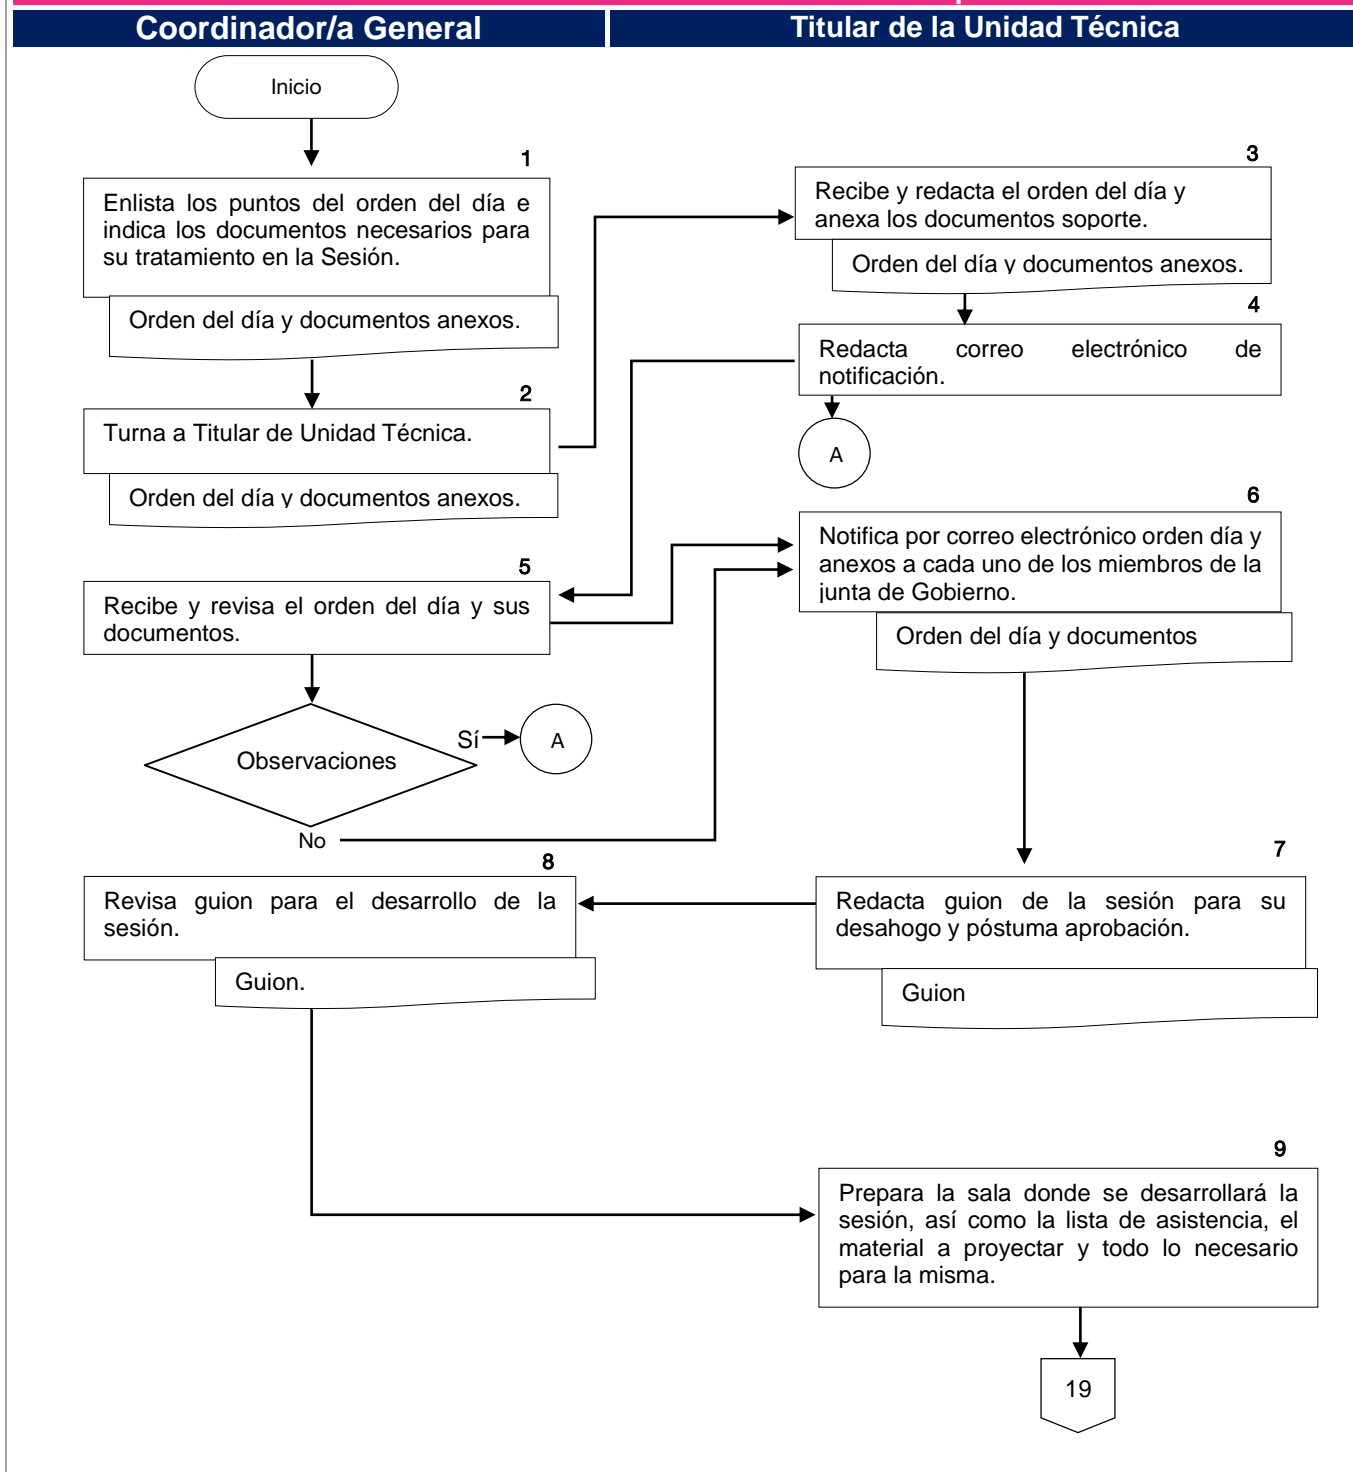 Coordinador/a General
Titular de la Unidad Técnica
Inicio
1
Enlista los puntos del orden del día e
indica los documentos necesarios para
su tratamiento en la Sesión.
Orden del día y documentos anexos.
2
Turna a Titular de Unidad Técnica.
Orden del día y documentos anexos.
3
Recibe y redacta el orden del día y
anexa los documentos soporte.
Orden del día y documentos anexos.
4
Redacta correo electrónico de
notificación.
A
5
Recibe y revisa el orden del día y sus
documentos.
Observaciones
Sí
A
No
6
Notifica por correo electrónico orden día y
anexos a cada uno de los miembros de la
junta de Gobierno.
Orden del día y documentos
7
Redacta guion de la sesión para su
desahogo y póstuma aprobación.
Guion
8
Revisa guion para el desarrollo de la
sesión.
Guion.
9
Prepara la sala donde se desarrollará la
sesión, así como la lista de asistencia, el
material a proyectar y todo lo necesario
para la misma.
19